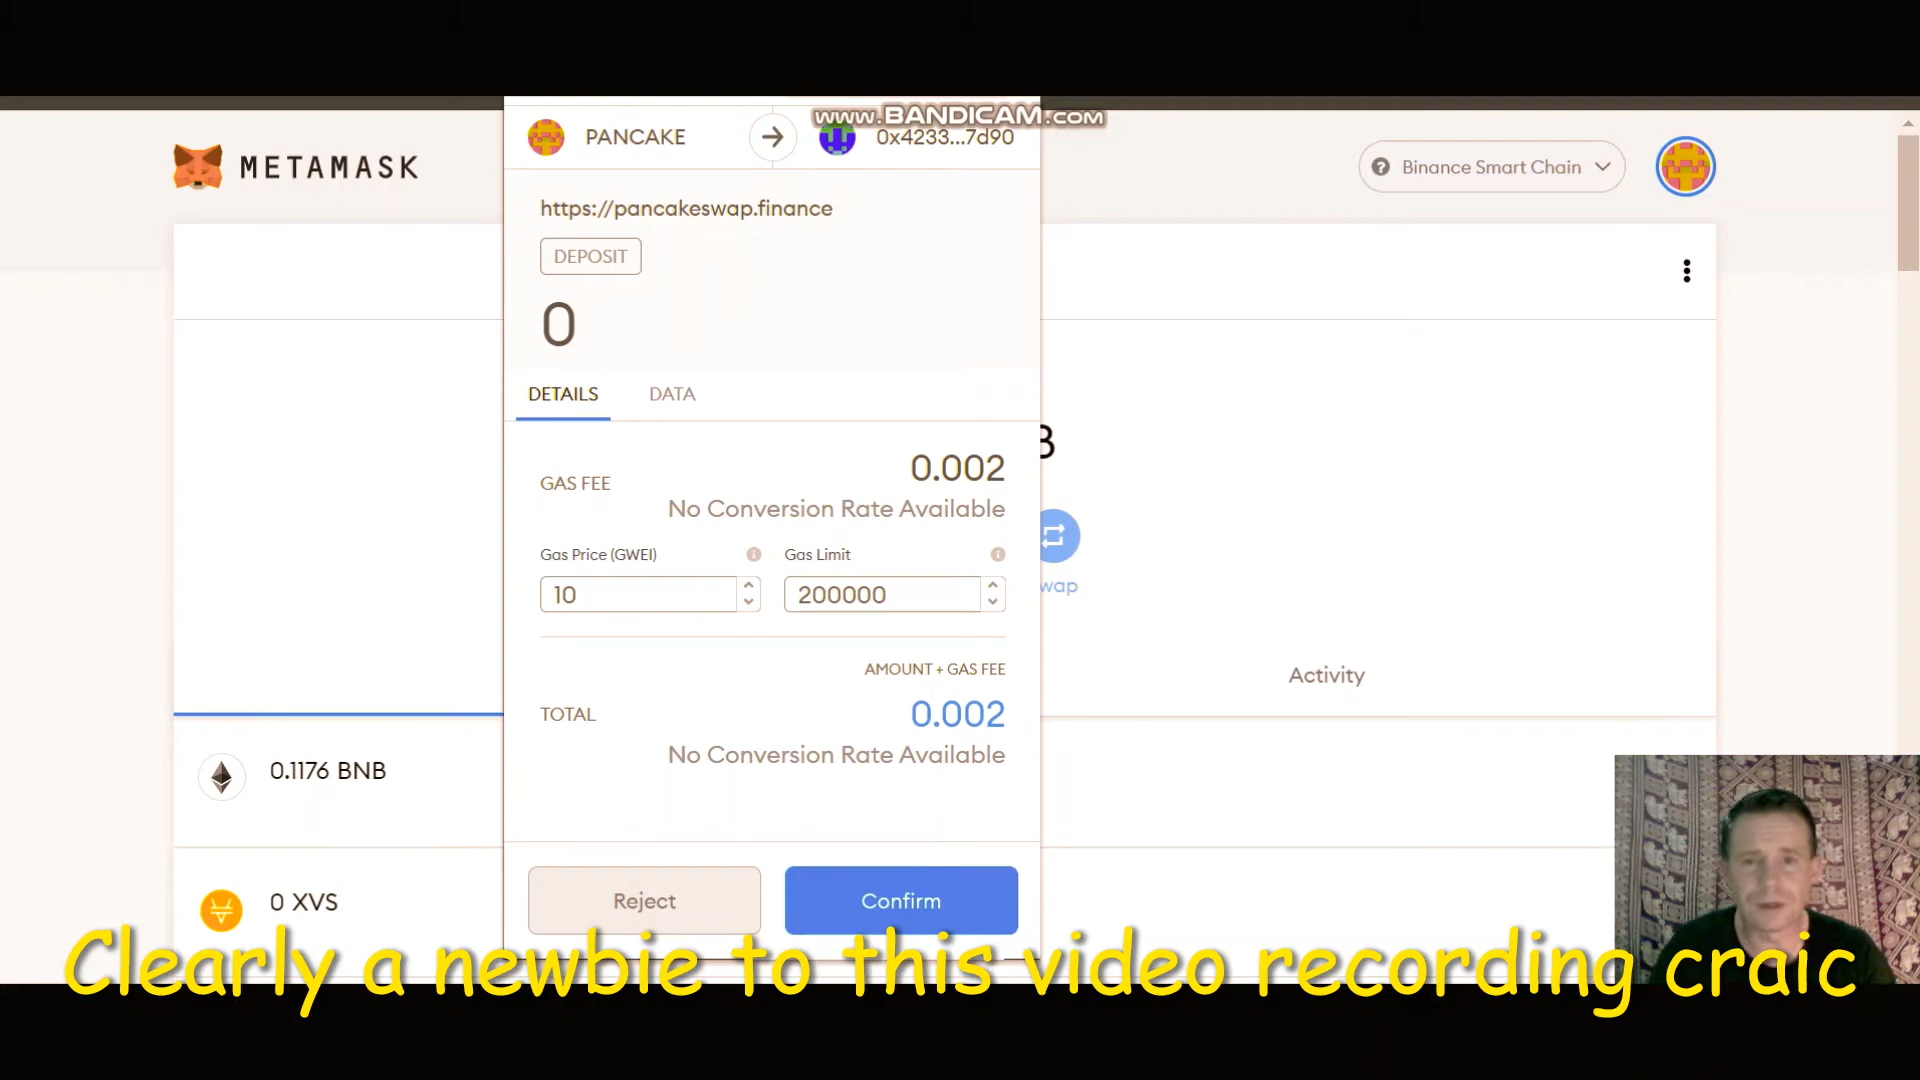 www.BANDICAM.com
PANCAKE
0x4233...7d90
METAMASK
Binance Smart Chain
https://pancakeswap.finance
DEPOSIT
0
DETAILS DATA
B
GAS FEE
0.002
No Conversion Rate Available
Gas Price (GWEI) Gas Limit
10 200000
wap
AMOUNT + GAS FEE
Activity
TOTAL
0.002
No Conversion Rate Available
0.1176 BNB
0 XVS
Reject Confirm
Clearly a newbie to this video recording craic